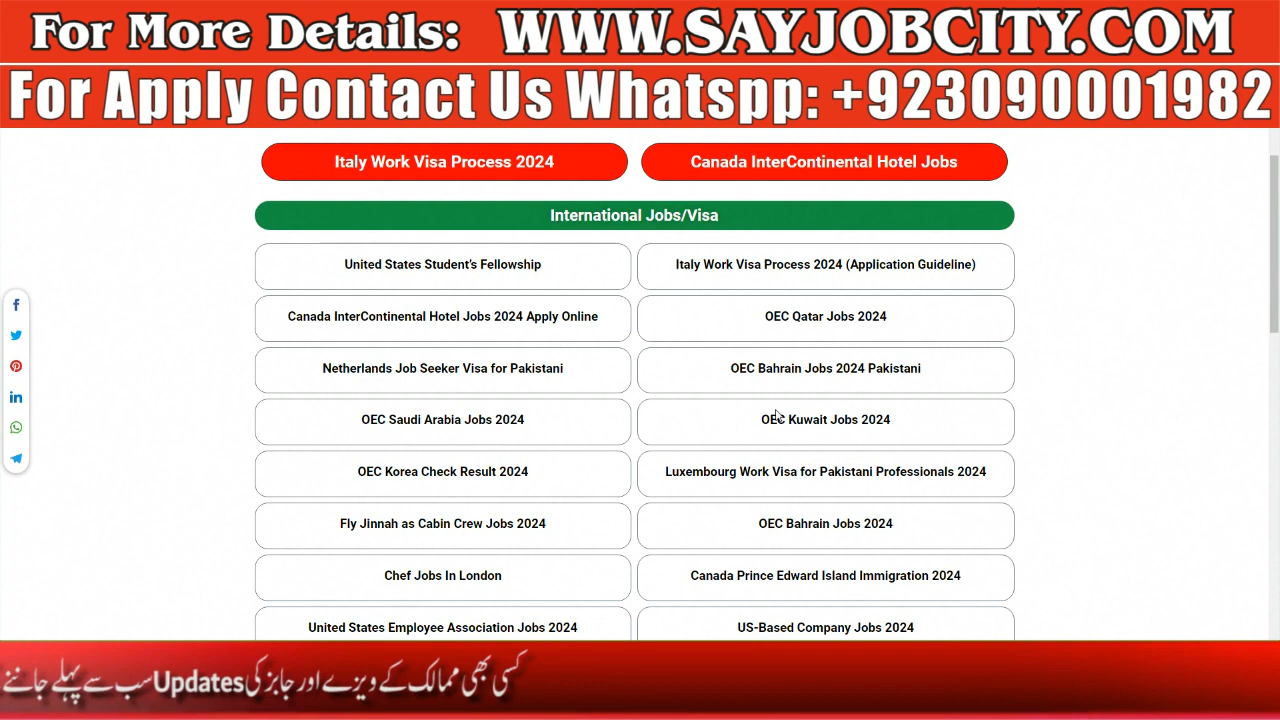 For More Details: WWW.SAYJOBCITY.COM
For Apply Contact Us Whatspp: +923090001982
Italy Work Visa Process 2024
Canada InterContinental Hotel Jobs
International Jobs/Visa
United States Student's Fellowship
Italy Work Visa Process 2024 (Application Guideline)
Canada InterContinental Hotel Jobs 2024 Apply Online
OEC Qatar Jobs 2024
Netherlands Job Seeker Visa for Pakistani
OEC Bahrain Jobs 2024 Pakistani
OEC Saudi Arabia Jobs 2024
OEC Kuwait Jobs 2024
OEC Korea Check Result 2024
Luxembourg Work Visa for Pakistani Professionals 2024
Fly Jinnah as Cabin Crew Jobs 2024
OEC Bahrain Jobs 2024
Chef Jobs In London
Canada Prince Edward Island Immigration 2024
United States Employee Association Jobs 2024
US-Based Company Jobs 2024
کسی بھی ممالک کے ویزے اور جابز کی Updates سب سے پہلے جاننے